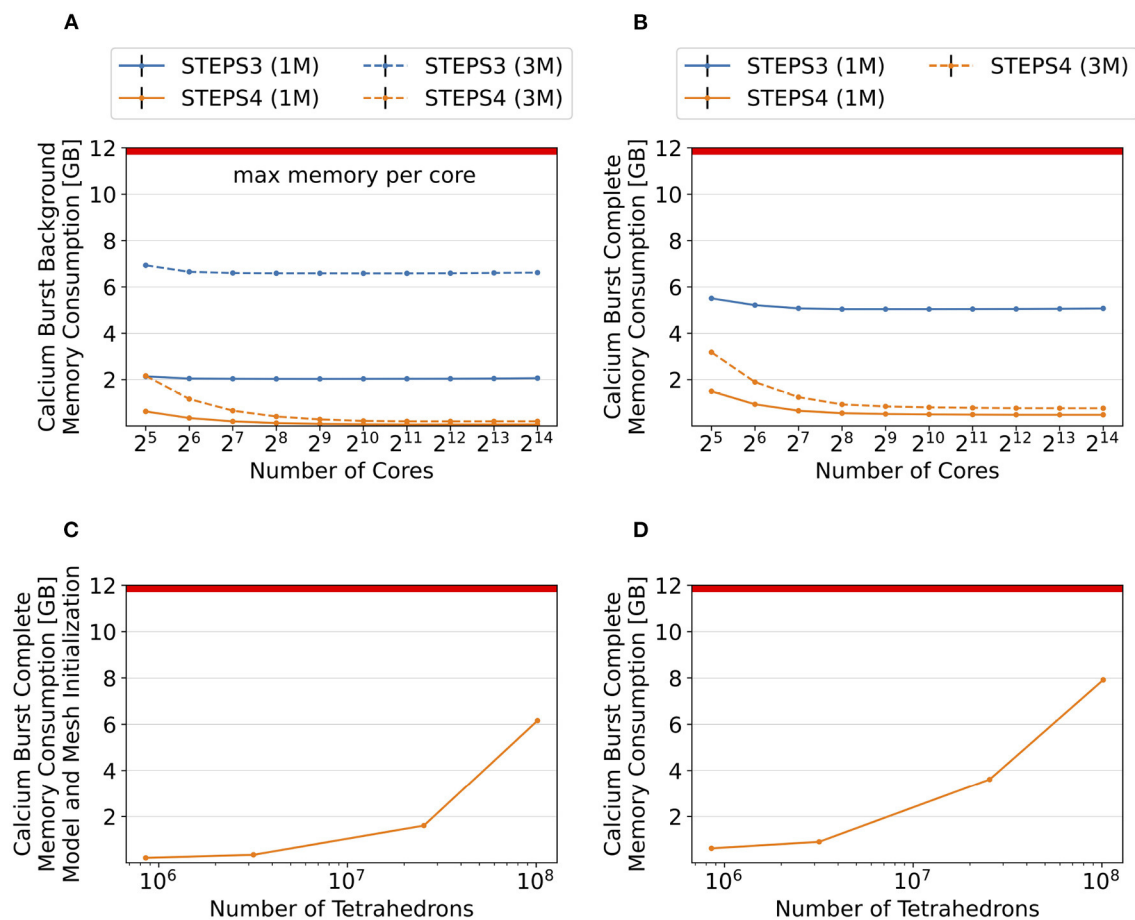 A
B
STEPS3 (1M)
STEPS3 (3M)
STEPS4 (1M)
STEPS4 (3M)
STEPS3 (1M)
STEPS4 (3M)
STEPS4 (1M)
Calcium Burst Background
Memory Consumption [GB]
12
10
8
6
4
2
max memory per core
2^5 2^6 2^7 2^8 2^9 2^10 2^11 2^12 2^13 2^14
Number of Cores
Calcium Burst Complete
Memory Consumption [GB]
12
10
8
6
4
2
2^5 2^6 2^7 2^8 2^9 2^10 2^11 2^12 2^13 2^14
Number of Cores
C
D
Calcium Burst Complete
Memory Consumption [GB]
Model and Mesh Initialization
12
10
8
6
4
2
10^6 10^7 10^8
Number of Tetrahedrons
Calcium Burst Complete
Memory Consumption [GB]
12
10
8
6
4
2
10^6 10^7 10^8
Number of Tetrahedrons